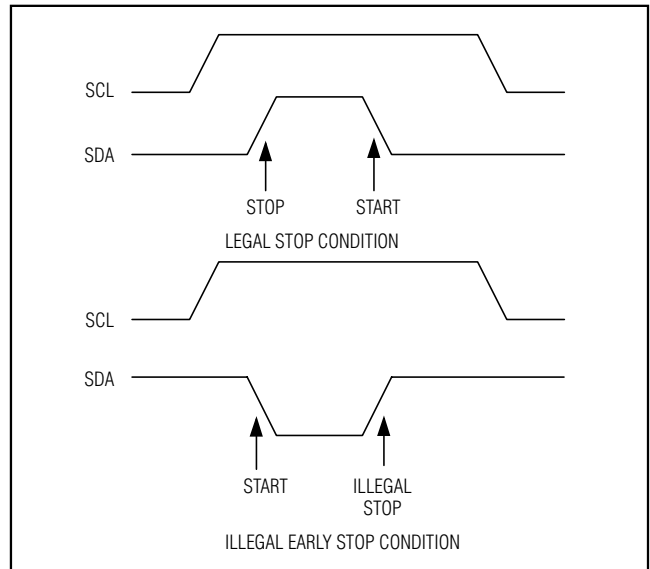 SCL
SDA
STOP START
LEGAL STOP CONDITION
SCL
SDA
START ILLEGAL
STOP
ILLEGAL EARLY STOP CONDITION